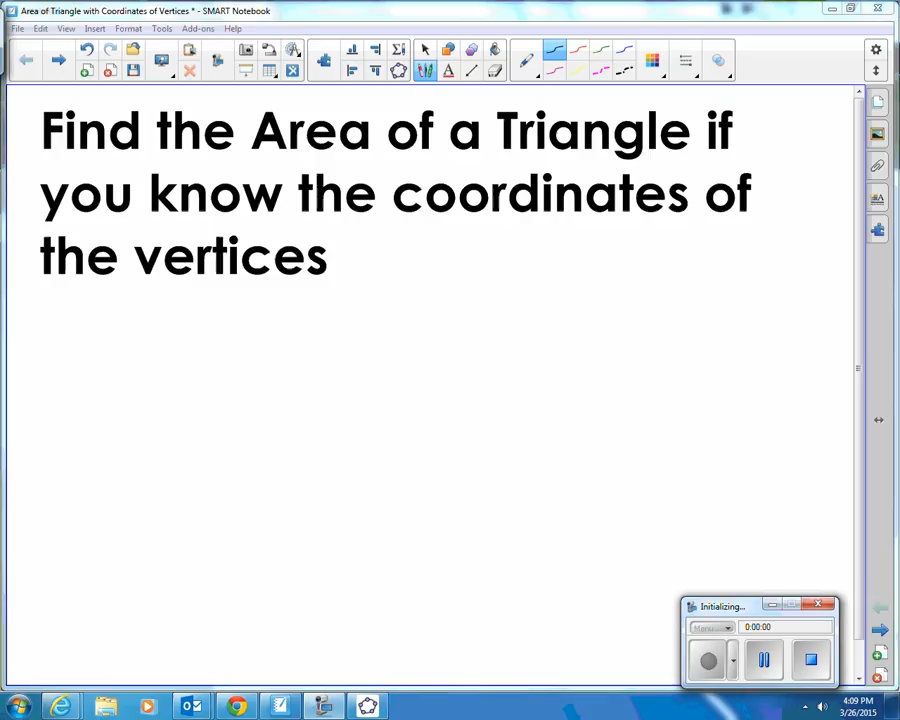 Area of Triangle with Coordinates of Vertices * - SMART Notebook
File Edit View Insert Format Tools Add-ons Help
Find the Area of a Triangle if
you know the coordinates of
the vertices
Initializing...
Menu
0:00:00
4:09 PM
3/26/2015